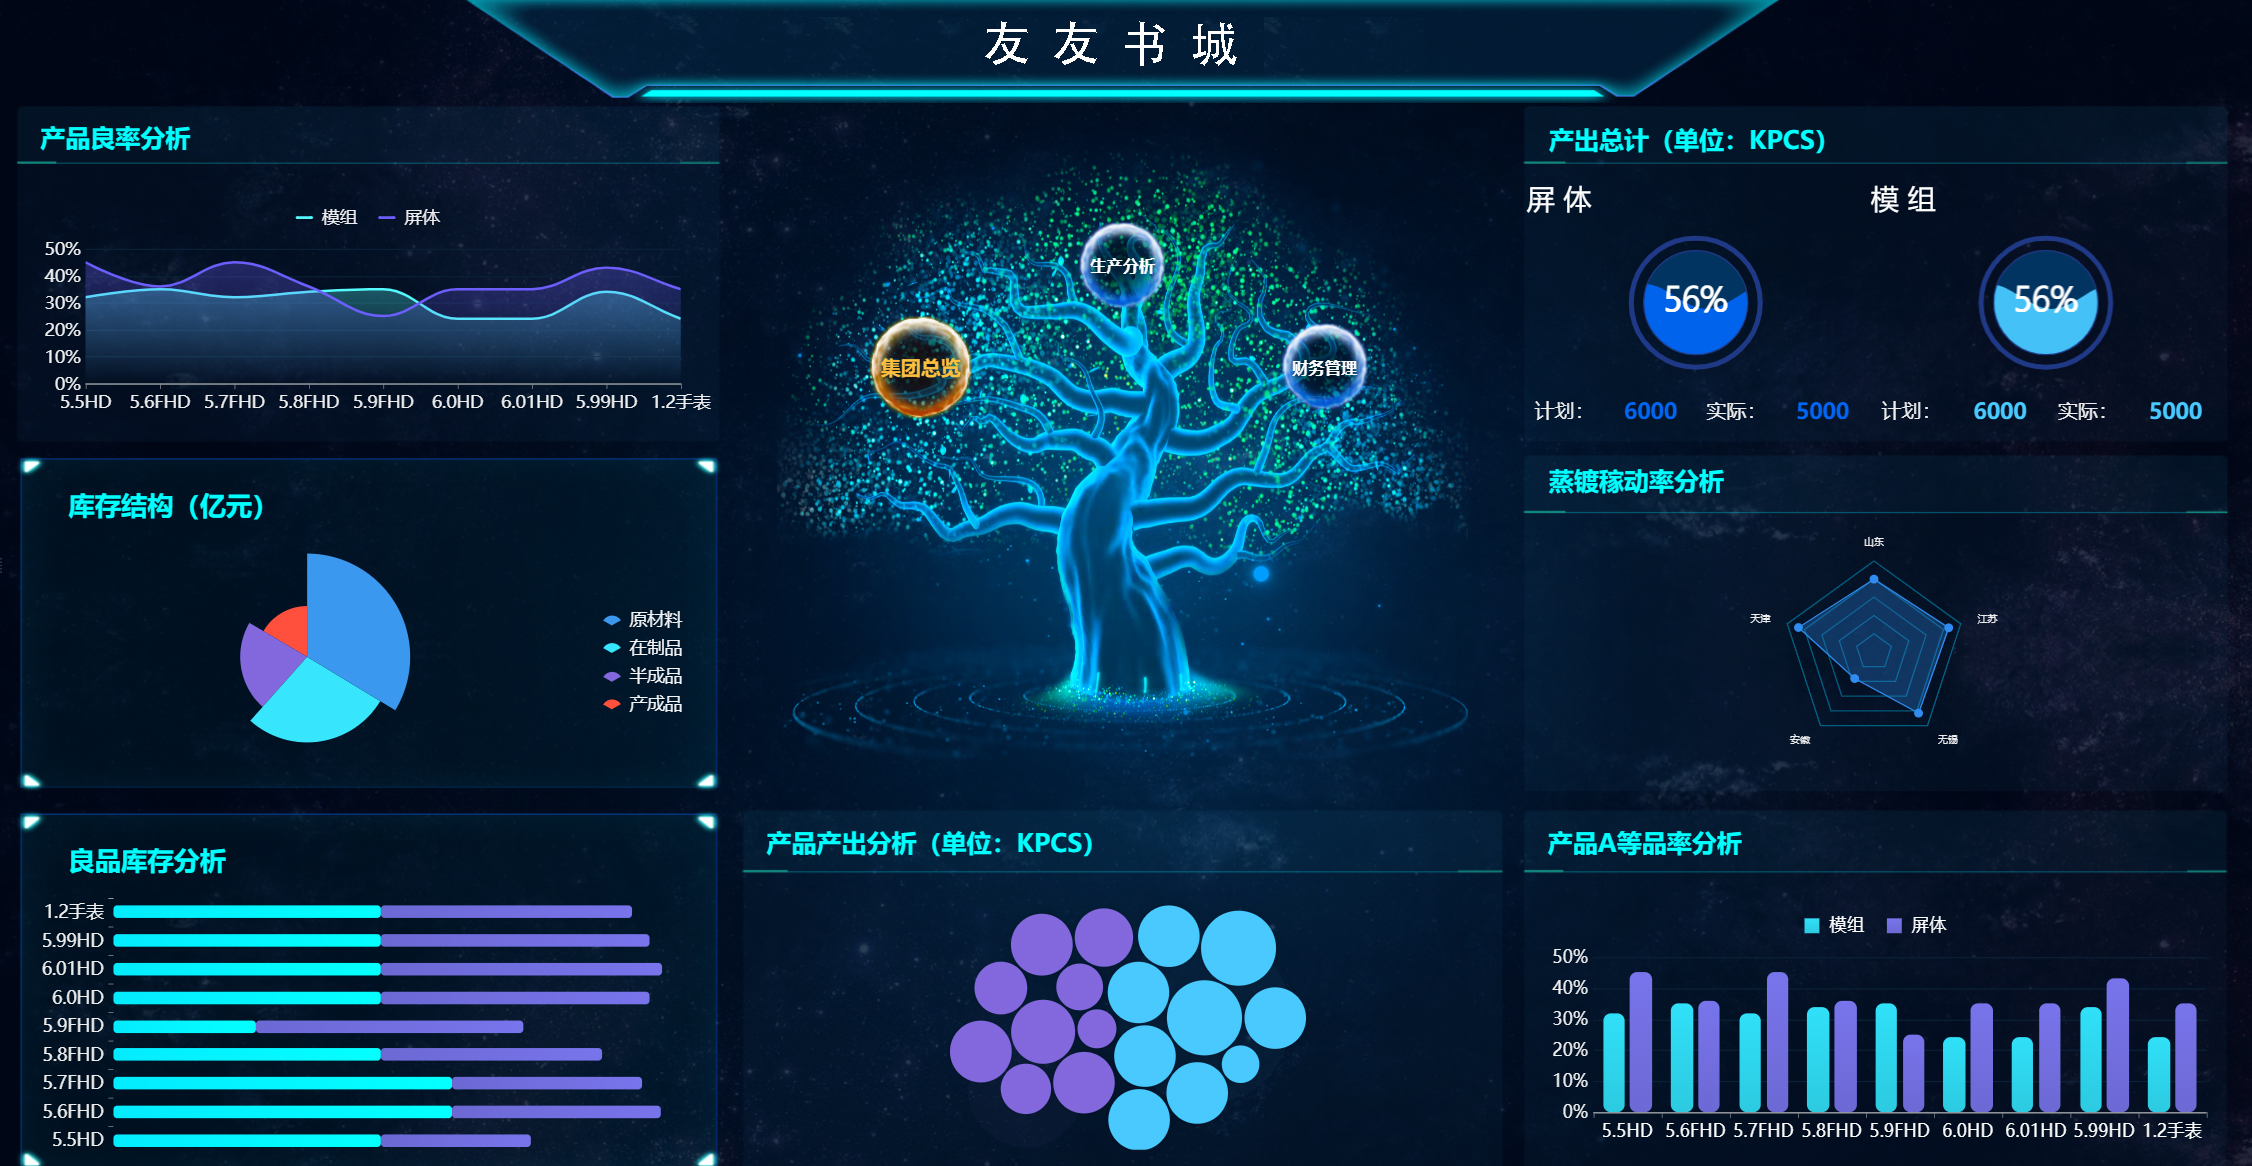 友友书城
产品良率分析
模组 屏体
50%
40%
30%
20%
10%
0%
5.5HD 5.6FHD 5.7FHD 5.8FHD 5.9FHD 6.0HD 6.01HD 5.99HD 1.2手表
库存结构（亿元）
原材料
在制品
半成品
产成品
良品库存分析
1.2手表
5.99HD
6.01HD
6.0HD
5.9FHD
5.8FHD
5.7FHD
5.6FHD
5.5HD
生产分析
集团总览
财务管理
产品产出分析（单位：KPCS）
产出总计（单位：KPCS）
屏体 模组
56% 56%
计划： 6000 实际： 5000 计划： 6000 实际： 5000
蒸镀稼动率分析
山东
天津 江苏
安徽 无锡
产品A等品率分析
模组 屏体
50%
40%
30%
20%
10%
0%
5.5HD 5.6FHD 5.7FHD 5.8FHD 5.9FHD 6.0HD 6.01HD 5.99HD 1.2手表